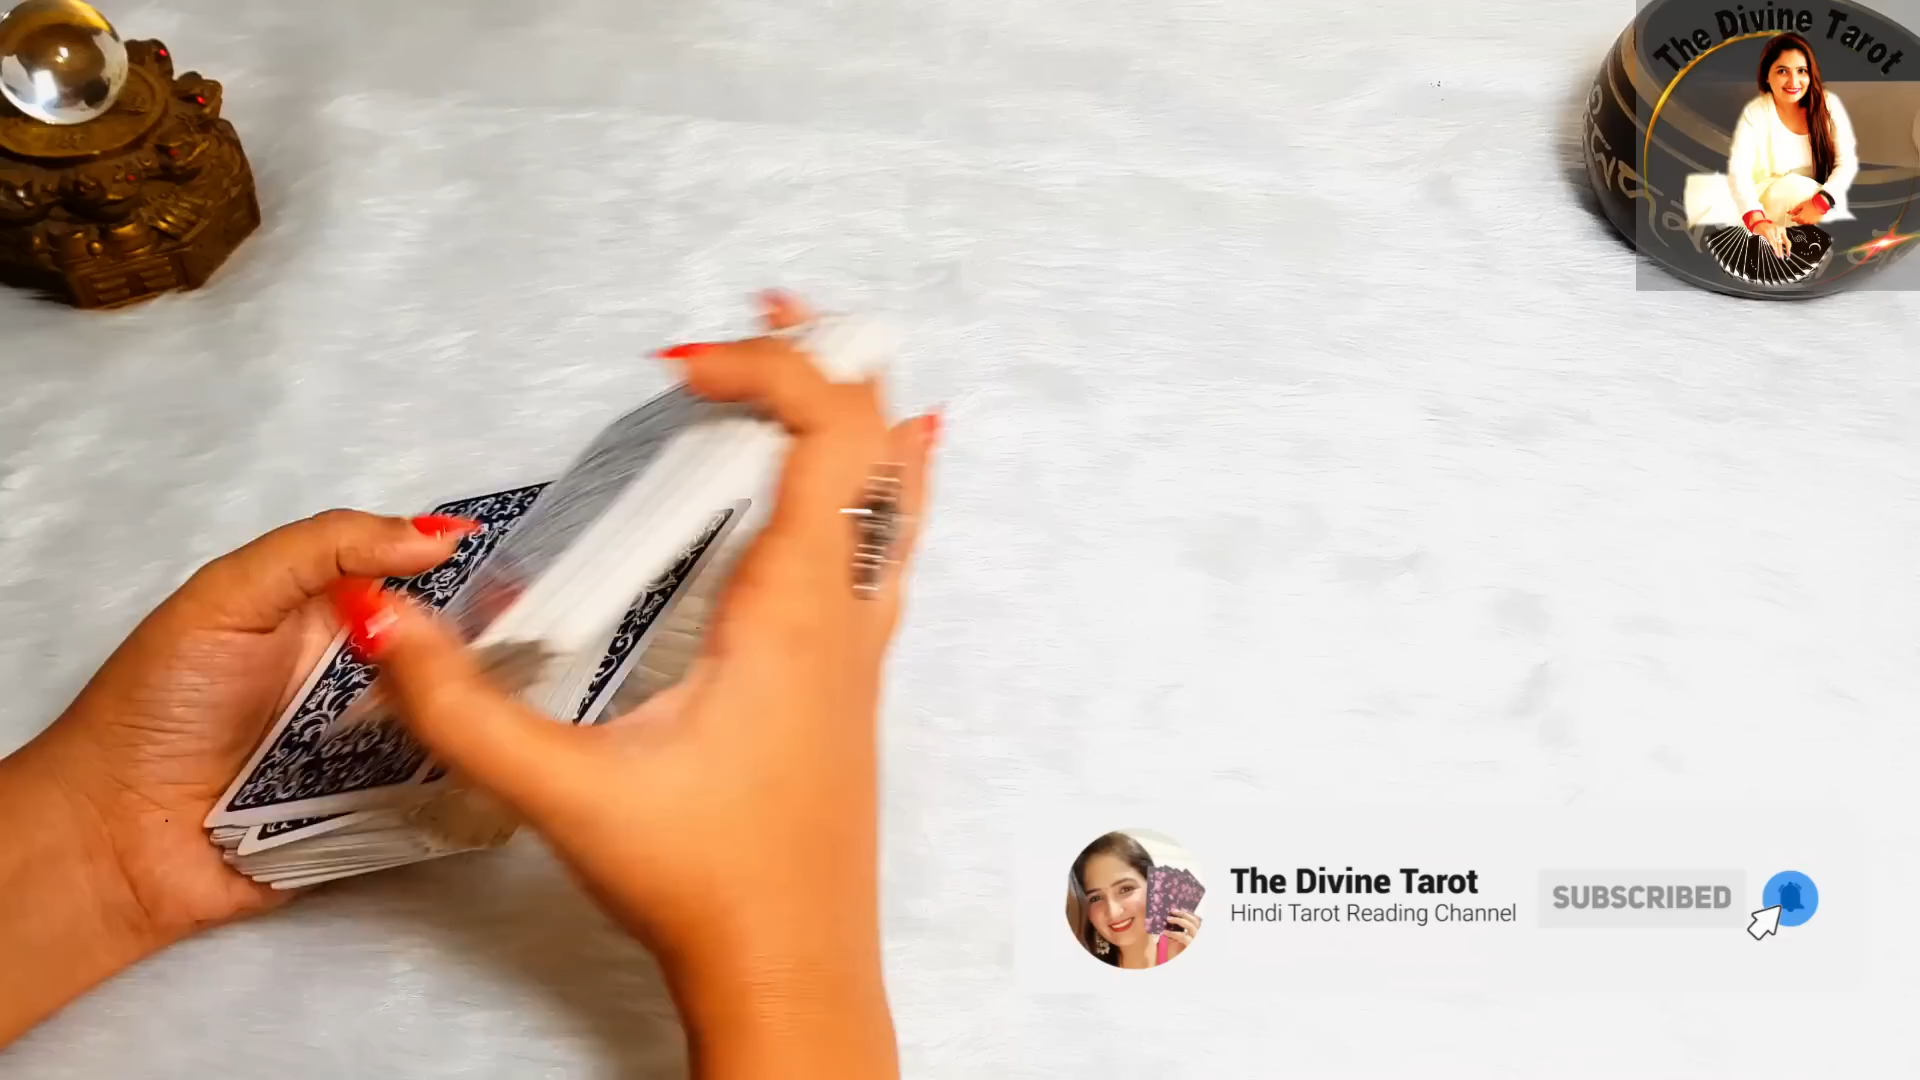 The Divine Tarot
The Divine Tarot
Hindi Tarot Reading Channel
SUBSCRIBED